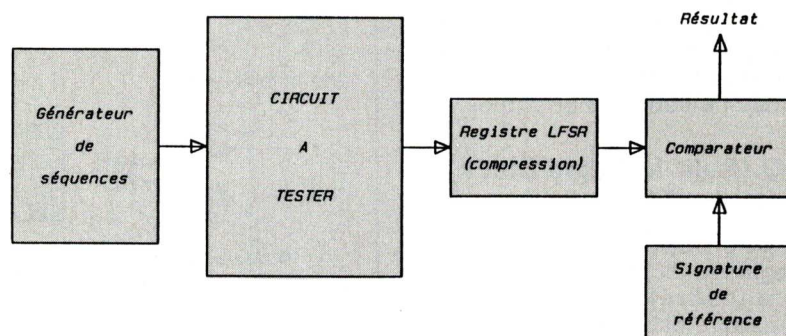 Résultat
Générateur
de
séquences
CIRCUIT
A
TESTER
Registre LFSR
(compression)
Comparateur
Signature
de
référence